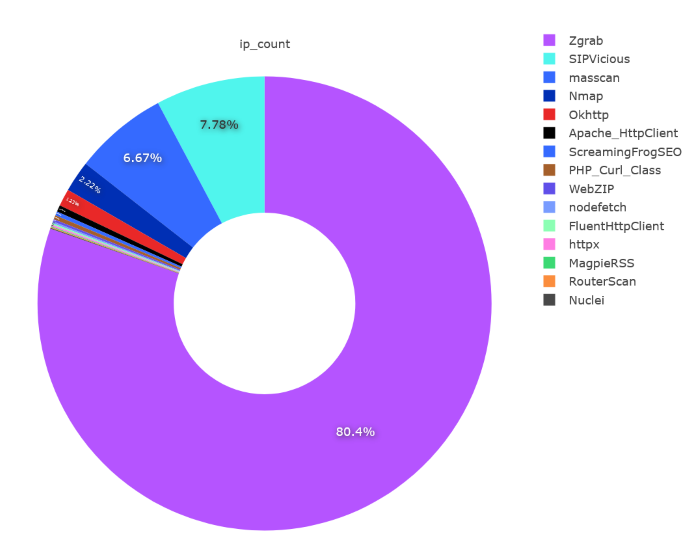 ip_count
7.78%
6.67%
2.22%
80.4%
Zgrab
SIPVicious
masscan
Nmap
Okhttp
Apache_HttpClient
ScreamingFrogSEO
PHP_Curl_Class
WebZIP
nodefetch
FluentHttpClient
httpx
MagpieRSS
RouterScan
Nuclei